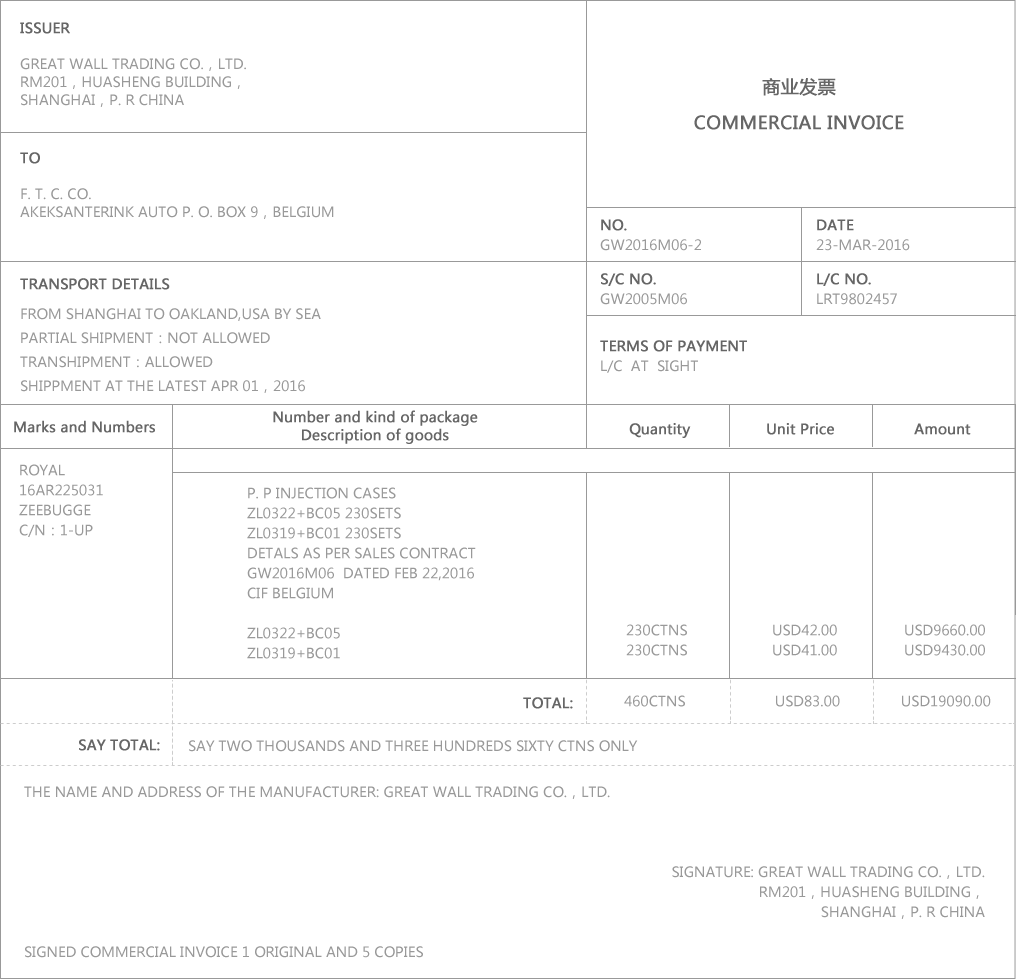 ISSUER
GREAT WALL TRADING CO. , LTD.
RM201 , HUASHENG BUILDING ,
SHANGHAI , P. R CHINA
商业发票
COMMERCIAL INVOICE
TO
F. T. C. CO.
AKEKSANTERINK AUTO P. O. BOX 9 , BELGIUM
NO.
GW2016M06-2
DATE
23-MAR-2016
TRANSPORT DETAILS
FROM SHANGHAI TO OAKLAND,USA BY SEA
PARTIAL SHIPMENT : NOT ALLOWED
TRANSHIPMENT : ALLOWED
SHIPPMENT AT THE LATEST APR 01 , 2016
S/C NO.
GW2005M06
L/C NO.
LRT9802457
TERMS OF PAYMENT
L/C AT SIGHT
Marks and Numbers
Number and kind of package
Description of goods
Quantity
Unit Price
Amount
ROYAL
16AR225031
ZEEBUGGE
C/N : 1-UP
P. P INJECTION CASES
ZL0322+BC05 230SETS
ZL0319+BC01 230SETS
DETALS AS PER SALES CONTRACT
GW2016M06 DATED FEB 22,2016
CIF BELGIUM
ZL0322+BC05 230CTNS USD42.00 USD9660.00
ZL0319+BC01 230CTNS USD41.00 USD9430.00
TOTAL: 460CTNS USD83.00 USD19090.00
SAY TOTAL: SAY TWO THOUSANDS AND THREE HUNDREDS SIXTY CTNS ONLY
THE NAME AND ADDRESS OF THE MANUFACTURER: GREAT WALL TRADING CO. , LTD.
SIGNATURE: GREAT WALL TRADING CO. , LTD.
RM201 , HUASHENG BUILDING ,
SHANGHAI , P. R CHINA
SIGNED COMMERCIAL INVOICE 1 ORIGINAL AND 5 COPIES